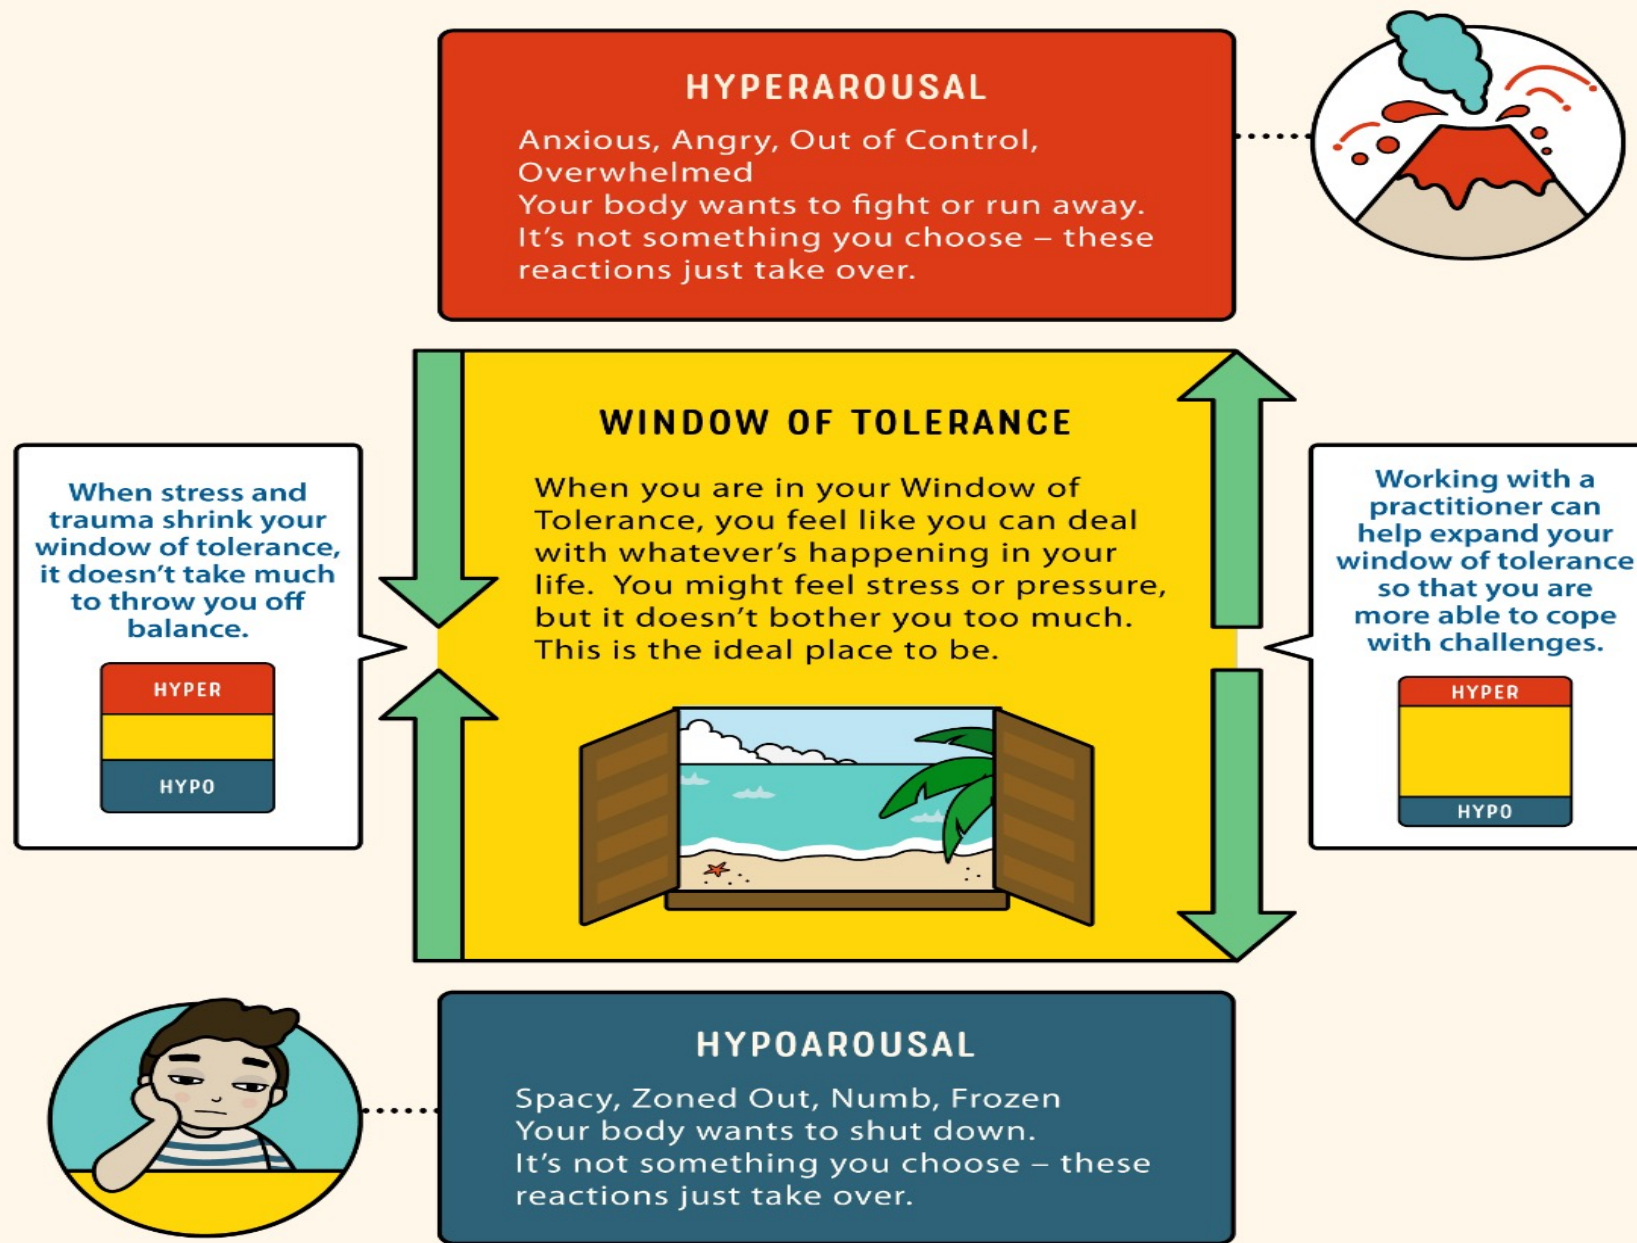 HYPERAROUSAL
Anxious, Angry, Out of Control,
Overwhelmed
Your body wants to fight or run away.
It’s not something you choose – these
reactions just take over.
WINDOW OF TOLERANCE
When you are in your Window of
Tolerance, you feel like you can deal
with whatever’s happening in your
life.  You might feel stress or pressure,
but it doesn’t bother you too much.
This is the ideal place to be.
When stress and
trauma shrink your
window of tolerance,
it doesn’t take much
to throw you off
balance.
HYPER
HYPO
Working with a
practitioner can
help expand your
window of tolerance
so that you are
more able to cope
with challenges.
HYPER
HYPO
HYPOAROUSAL
Spacy, Zoned Out, Numb, Frozen
Your body wants to shut down.
It’s not something you choose – these
reactions just take over.